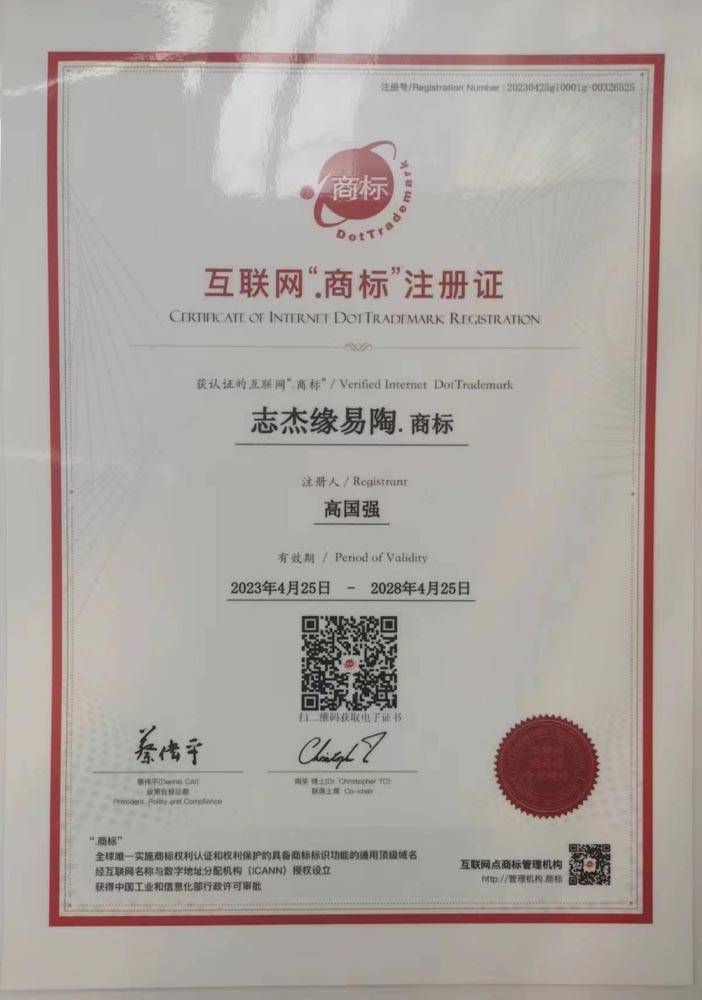 注册号/Registration Number : 20230425g10001g-00326525
商标
DotTrademark
互联网“.商标”注册证
CERTIFICATE OF INTERNET DOTTRADEMARK REGISTRATION
获认证的互联网“.商标” / Verified Internet DotTrademark
志杰缘易陶.商标
注册人 / Registrant
高国强
有效期 / Period of Validity
2023年4月25日 - 2028年4月25日
扫二维码获取电子证书
蔡伟平
蔡伟平(Dennis CAI)
政策合规总裁
President, Policy and Compliance
陶荣 博士(Dr. Christopher TO)
联席主席 Co-chair
“.商标”
全球唯一实施商标权利认证和权利保护的具备商标标识功能的通用顶级域名
经互联网名称与数字地址分配机构（ICANN）授权设立
获得中国工业和信息化部行政许可审批
互联网点商标管理机构
http://管理机构.商标